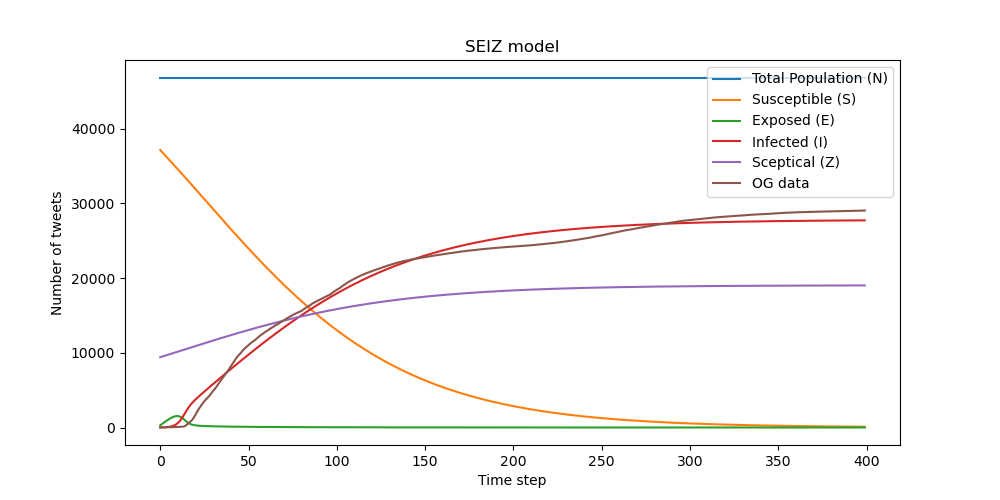 SEIZ model
Total Population (N)
Susceptible (S)
Exposed (E)
Infected (I)
Sceptical (Z)
OG data
Number of tweets
40000
30000
20000
10000
0
0 50 100 150 200 250 300 350 400
Time step